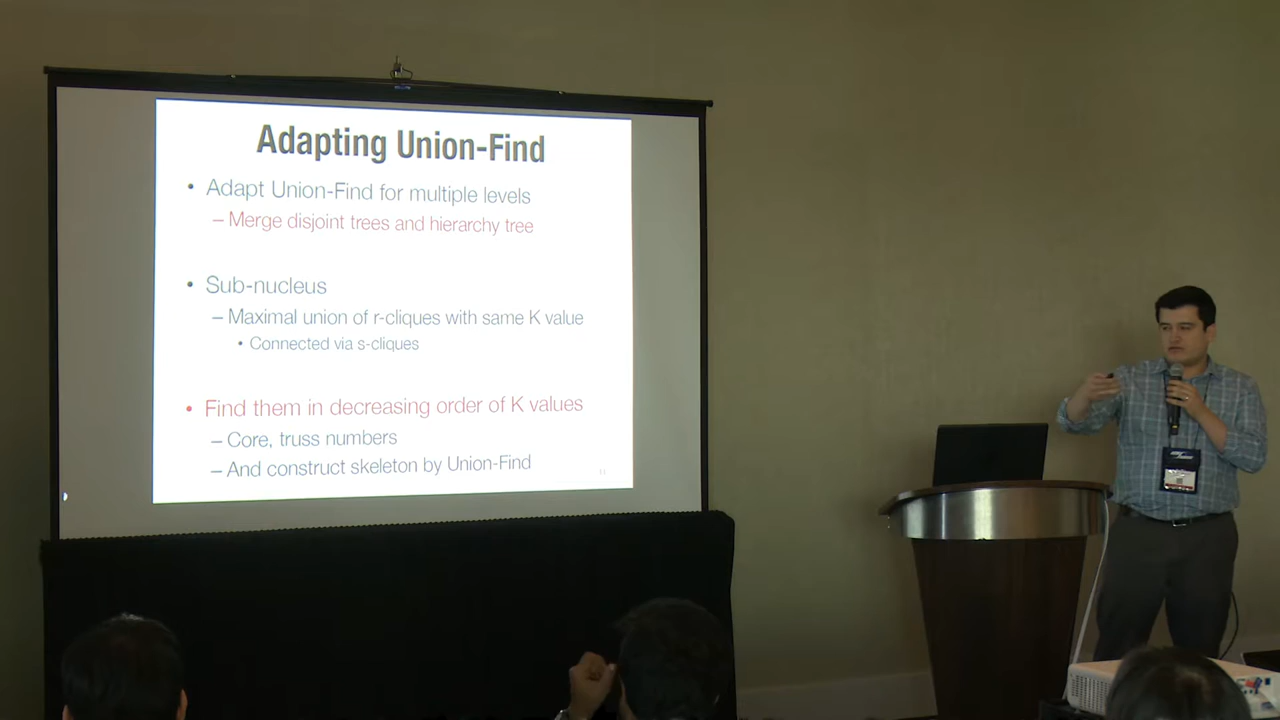 Adapting Union-Find
• Adapt Union-Find for multiple levels
– Merge disjoint trees and hierarchy tree
• Sub-nucleus
– Maximal union of r-cliques with same K value
• Connected via s-cliques
• Find them in decreasing order of K values
– Core, truss numbers
– And construct skeleton by Union-Find